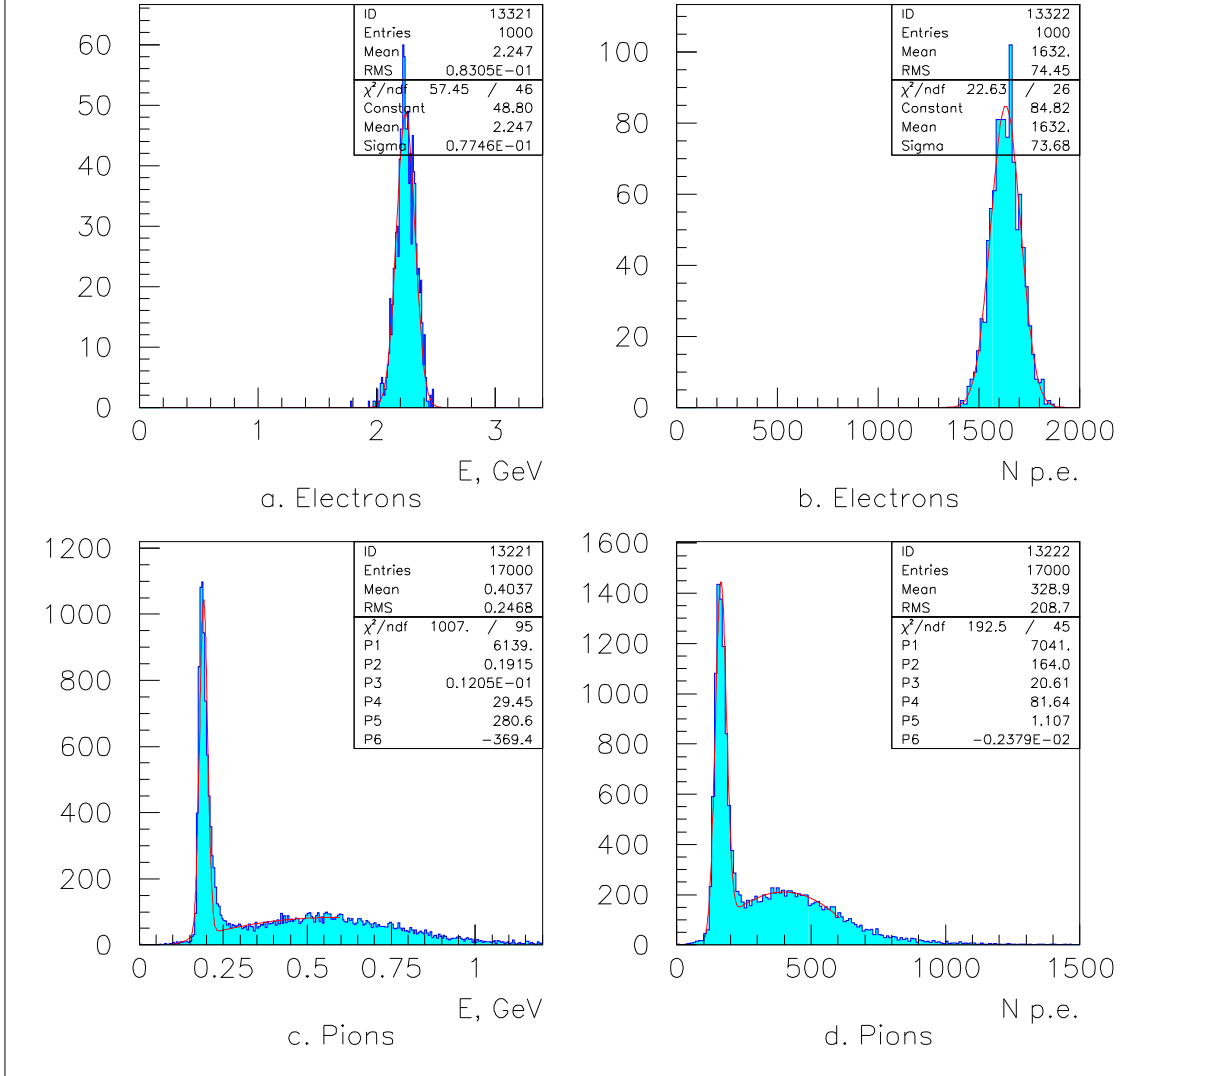 ID 13321
Entries 1000
Mean 2.247
RMS 0.8305E−01
χ²/ndf 57.45 / 46
Constant 48.80
Mean 2.247
Sigma 0.7746E−01
60
50
40
30
20
10
0
0 1 2 3
E, GeV
a. Electrons
ID 13322
Entries 1000
Mean 1632.
RMS 74.45
χ²/ndf 22.63 / 26
Constant 84.82
Mean 1632.
Sigma 73.68
100
80
60
40
20
0
0 500 1000 1500 2000
N p.e.
b. Electrons
ID 13221
Entries 17000
Mean 0.4037
RMS 0.2468
χ²/ndf 1007. / 95
P1 6139.
P2 0.1915
P3 0.1205E−01
P4 29.45
P5 280.6
P6 −369.4
1200
1000
800
600
400
200
0
0 0.25 0.5 0.75 1
E, GeV
c. Pions
ID 13222
Entries 17000
Mean 328.9
RMS 208.7
χ²/ndf 192.5 / 45
P1 7041.
P2 164.0
P3 20.61
P4 81.64
P5 1.107
P6 −0.2379E−02
1600
1400
1200
1000
800
600
400
200
0
0 500 1000 1500
N p.e.
d. Pions